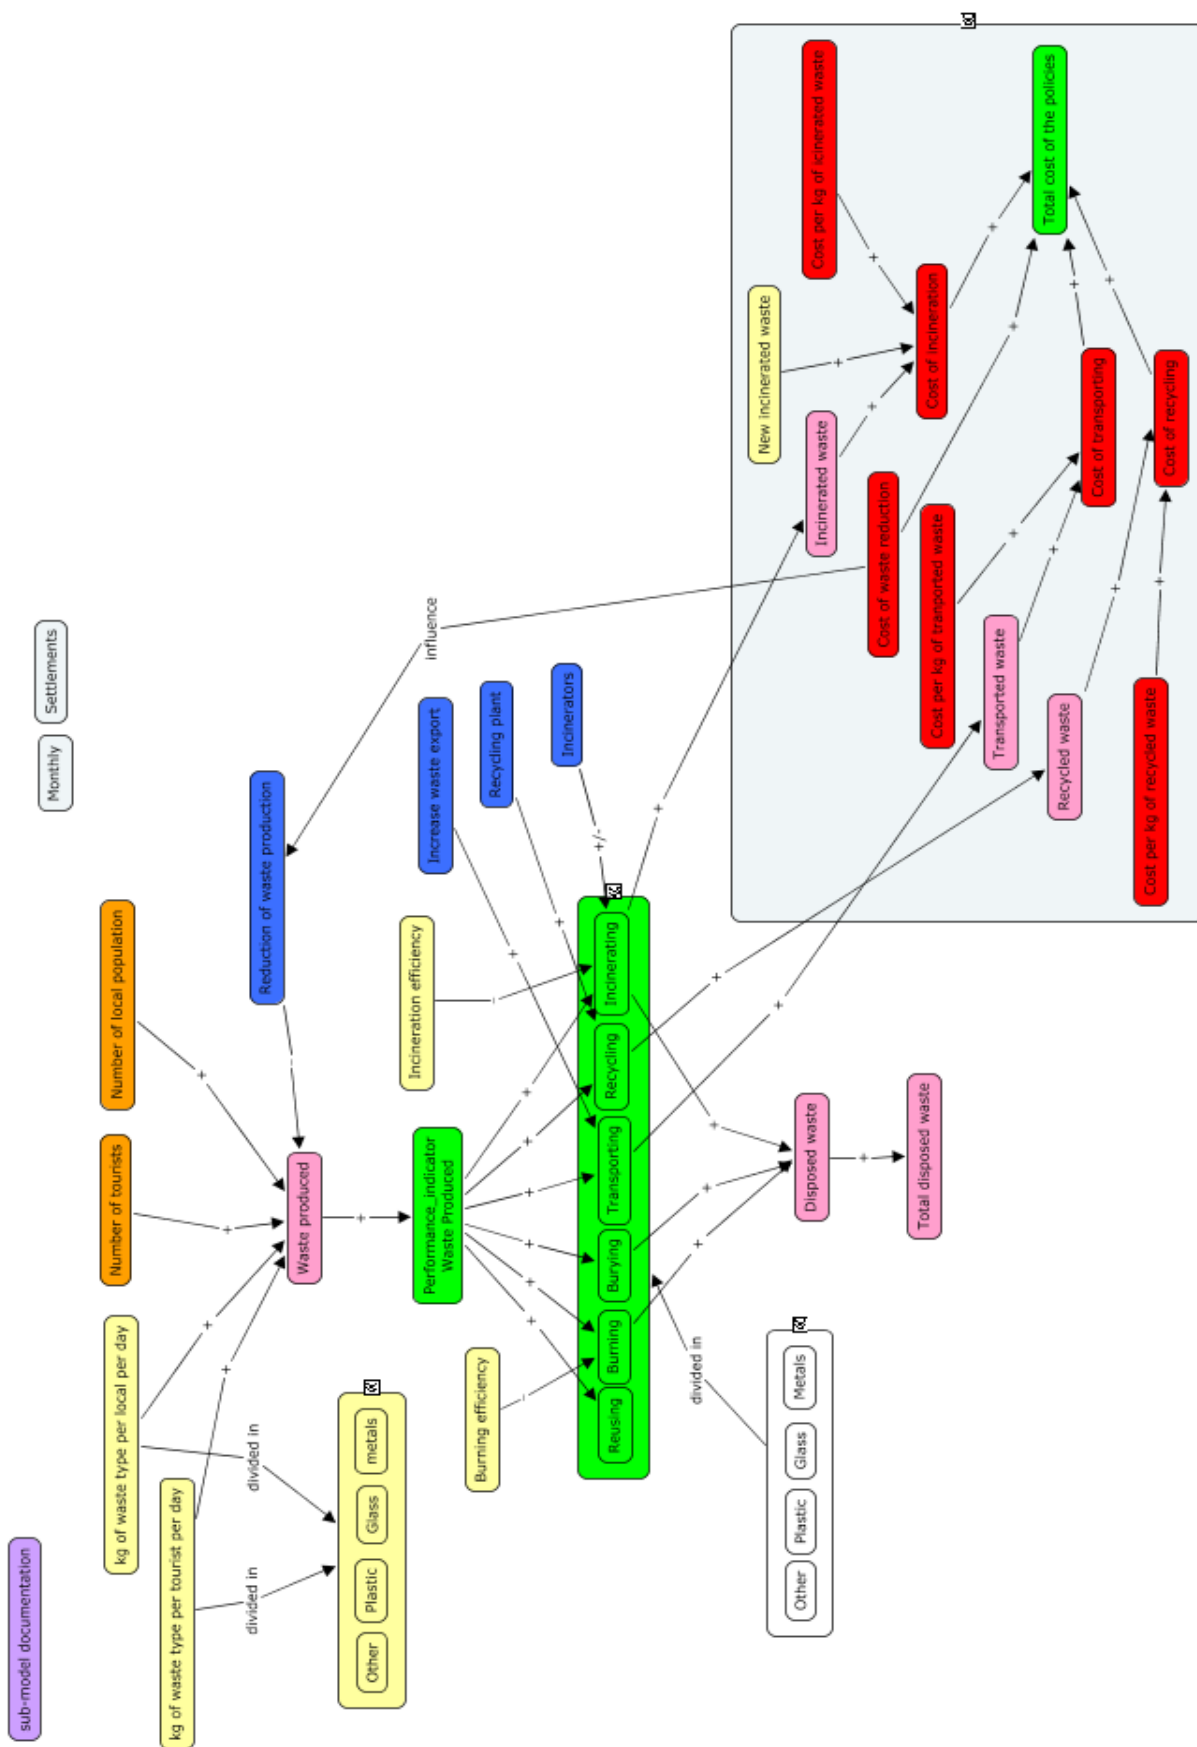 sub-model documentation
Monthly
Settlements
kg of waste type per local per day
Number of tourists
Number of local population
kg of waste type per tourist per day
+
+
+
+
-
divided in
divided in
Reduction of waste production
influence
Waste produced
+
Other
Plastic
Glass
metals
Performance_indicator
Waste Produced
Incineration efficiency
Increase waste export
Burning efficiency
Recycling plant
Incinerators
-
+
+
+
+
+
+
-
+
+
+/-
Reusing
Burning
Burying
Transporting
Recycling
Incinerating
divided in
+
+
+
+
+
+
Other
Plastic
Glass
Metals
Disposed waste
+
Total disposed waste
New incinerated waste
Incinerated waste
Cost per kg of icinerated waste
+
+
+
Cost of waste reduction
Cost of incineration
Cost per kg of tranported waste
+
+
Transported waste
+
+
Total cost of the policies
Recycled waste
Cost of transporting
+
+
+
Cost per kg of recycled waste
+
Cost of recycling